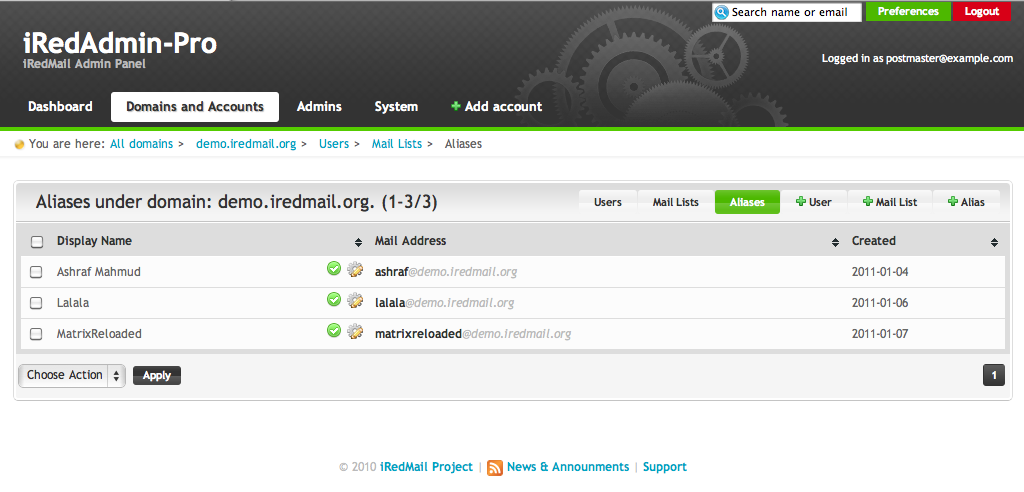 Search name or email Preferences Logout
iRedAdmin-Pro
iRedMail Admin Panel
Logged in as postmaster@example.com
Dashboard Domains and Accounts Admins System Add account
You are here: All domains > demo.iredmail.org > Users > Mail Lists > Aliases
Aliases under domain: demo.iredmail.org. (1-3/3) Users Mail Lists Aliases User Mail List Alias
Display Name Mail Address Created
Ashraf Mahmud ashraf@demo.iredmail.org 2011-01-04
Lalala lalala@demo.iredmail.org 2011-01-06
MatrixReloaded matrixreloaded@demo.iredmail.org 2011-01-07
Choose Action Apply 1
© 2010 iRedMail Project | News & Announments | Support